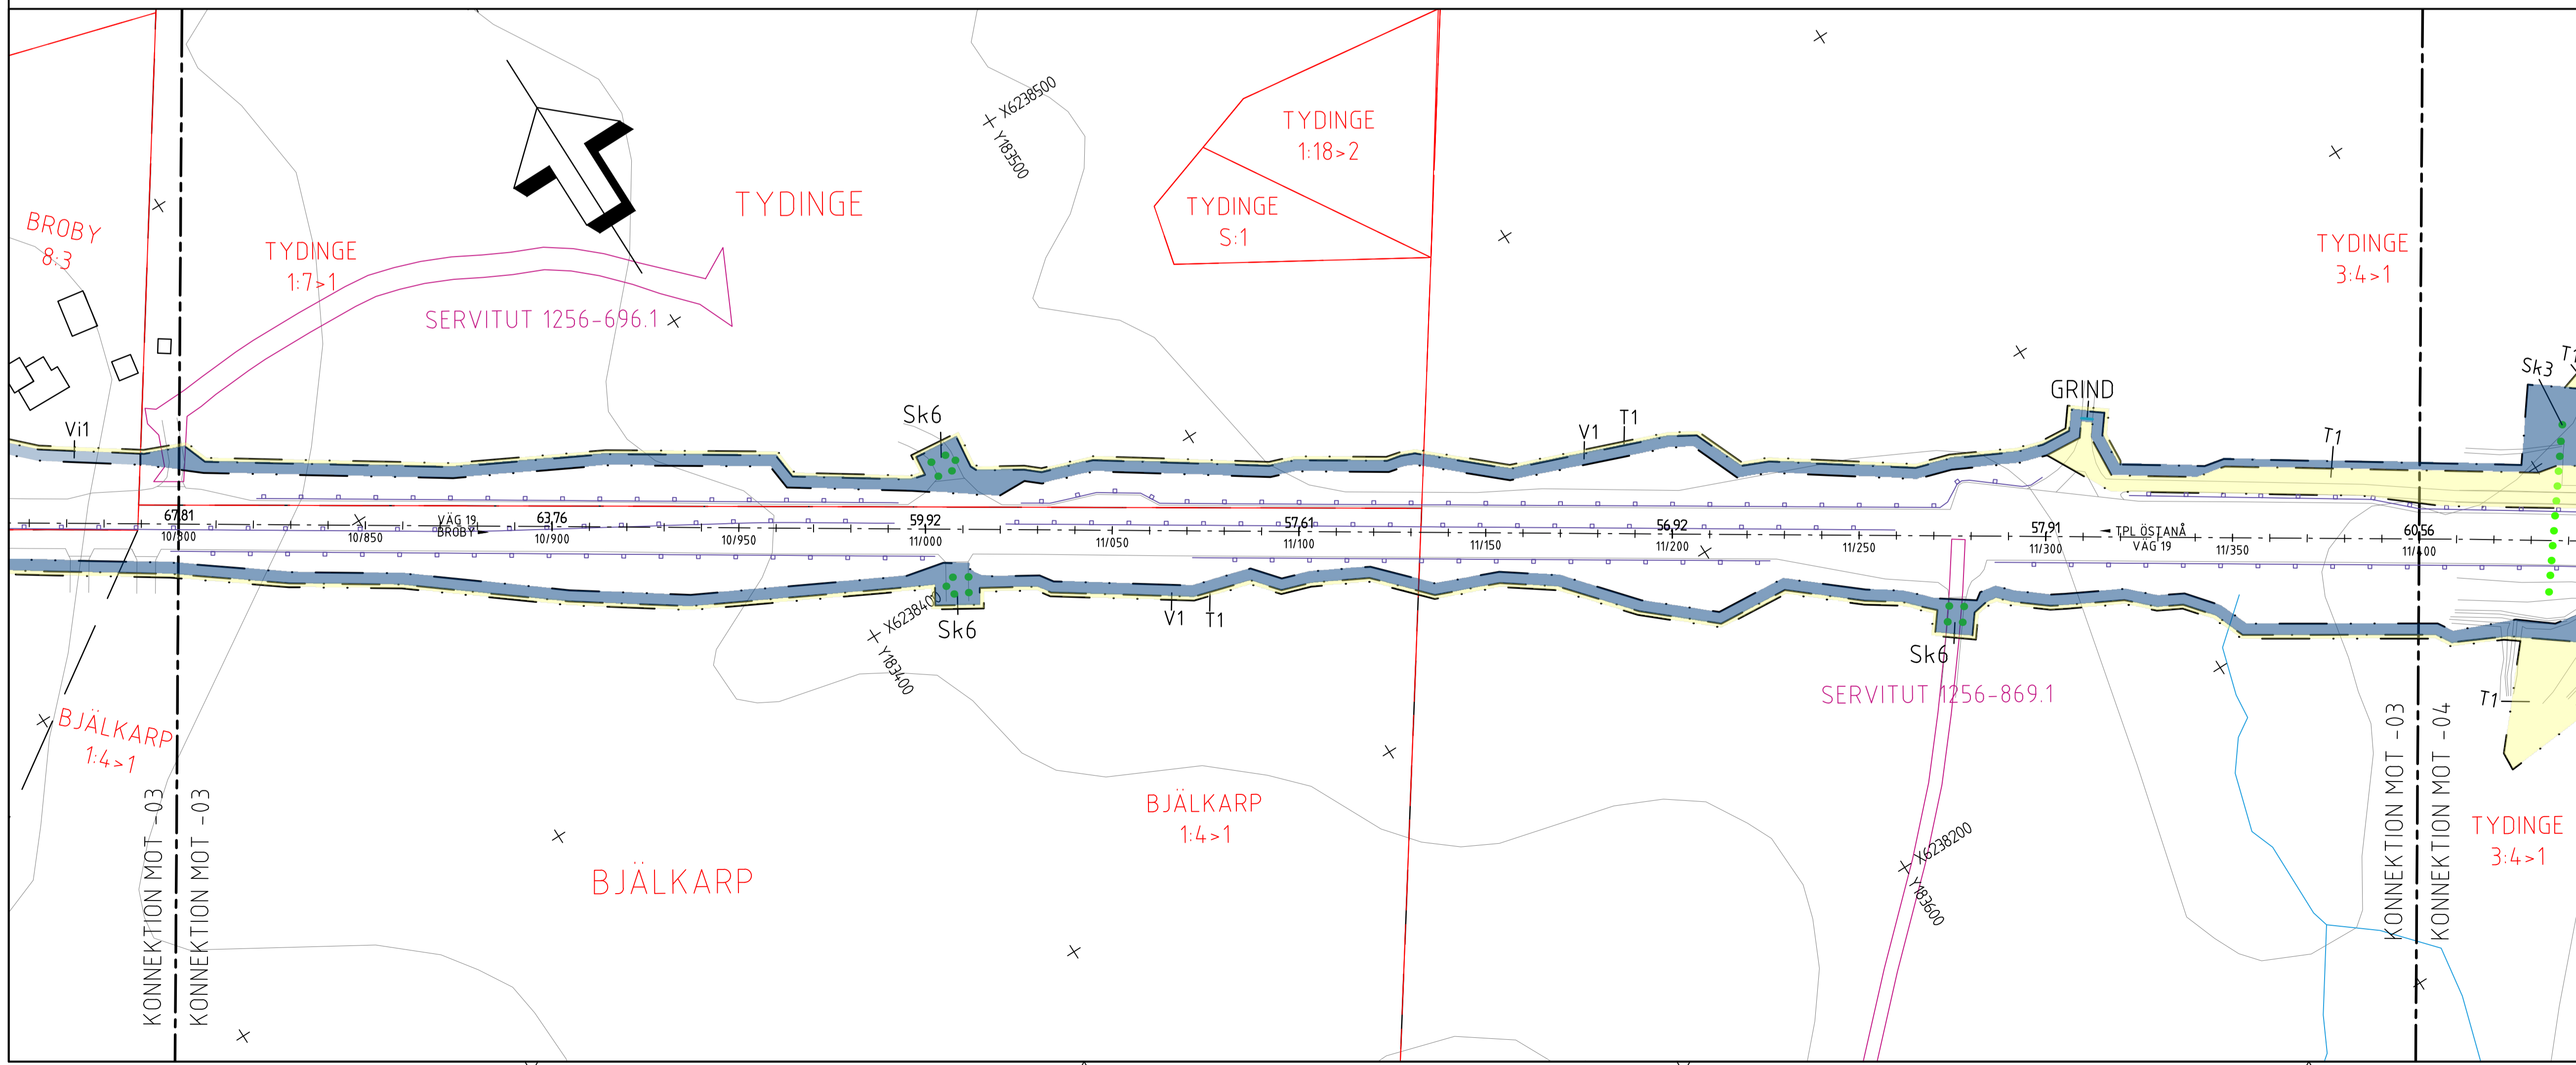 X6238500
Y183500
TYDINGE
1:18>2
TYDINGE
TYDINGE
S:1
BROBY
8:3
TYDINGE
1:7>1
TYDINGE
3:4>1
SERVITUT 1256-696.1
Sk3
GRIND
Sk6
Vi1
V1
T1
T1
67,81
10/800
10/850
VÄG 19
BROBY
63,76
10/900
10/950
59,92
11/000
11/050
57,61
11/100
11/150
56,92
11/200
11/250
57,91
11/300
TPL ÖSTANÅ
VÄG 19
11/350
60,56
11/400
X6238400
Y183400
Sk6
V1
T1
Sk6
SERVITUT 1256-869.1
T1
BJÄLKARP
1:4>1
KONNEKTION MOT -03
KONNEKTION MOT -03
BJÄLKARP
1:4>1
BJÄLKARP
X6238200
Y183600
KONNEKTION MOT -03
KONNEKTION MOT -04
TYDINGE
3:4>1